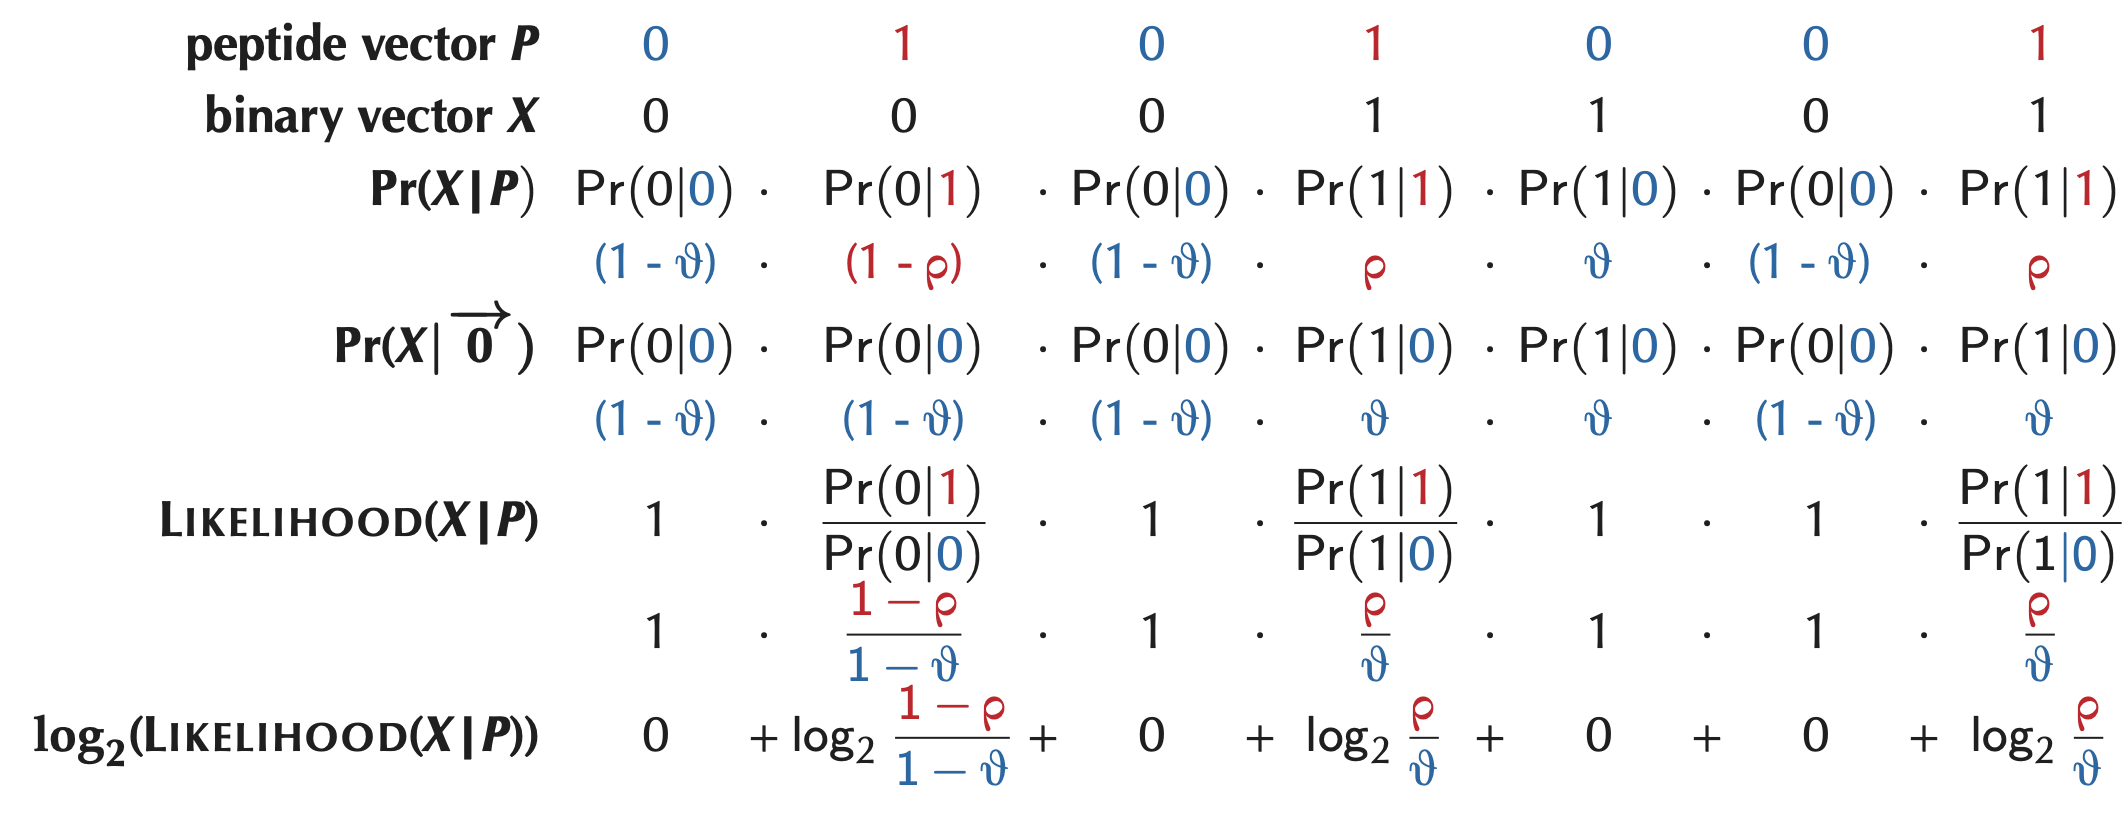 peptide vector P 0 1 0 1 0 0 1
binary vector X 0 0 0 1 1 0 1
Pr(X|P) Pr(0|0) · Pr(0|1) · Pr(0|0) · Pr(1|1) · Pr(1|0) · Pr(0|0) · Pr(1|1)
(1 - ϑ) · (1 - ρ) · (1 - ϑ) · ρ · ϑ · (1 - ϑ) · ρ
Pr(X| 0⃗ ) Pr(0|0) · Pr(0|0) · Pr(0|0) · Pr(1|0) · Pr(1|0) · Pr(0|0) · Pr(1|0)
(1 - ϑ) · (1 - ϑ) · (1 - ϑ) · ϑ · ϑ · (1 - ϑ) · ϑ
LIKELIHOOD(X|P) 1 · Pr(0|1)/Pr(0|0) · 1 · Pr(1|1)/Pr(1|0) · 1 · 1 · Pr(1|1)/Pr(1|0)
1 · (1 − ρ)/(1 − ϑ) · 1 · ρ/ϑ · 1 · 1 · ρ/ϑ
log₂(LIKELIHOOD(X|P)) 0 + log₂ (1 − ρ)/(1 − ϑ) + 0 + log₂ ρ/ϑ + 0 + 0 + log₂ ρ/ϑ